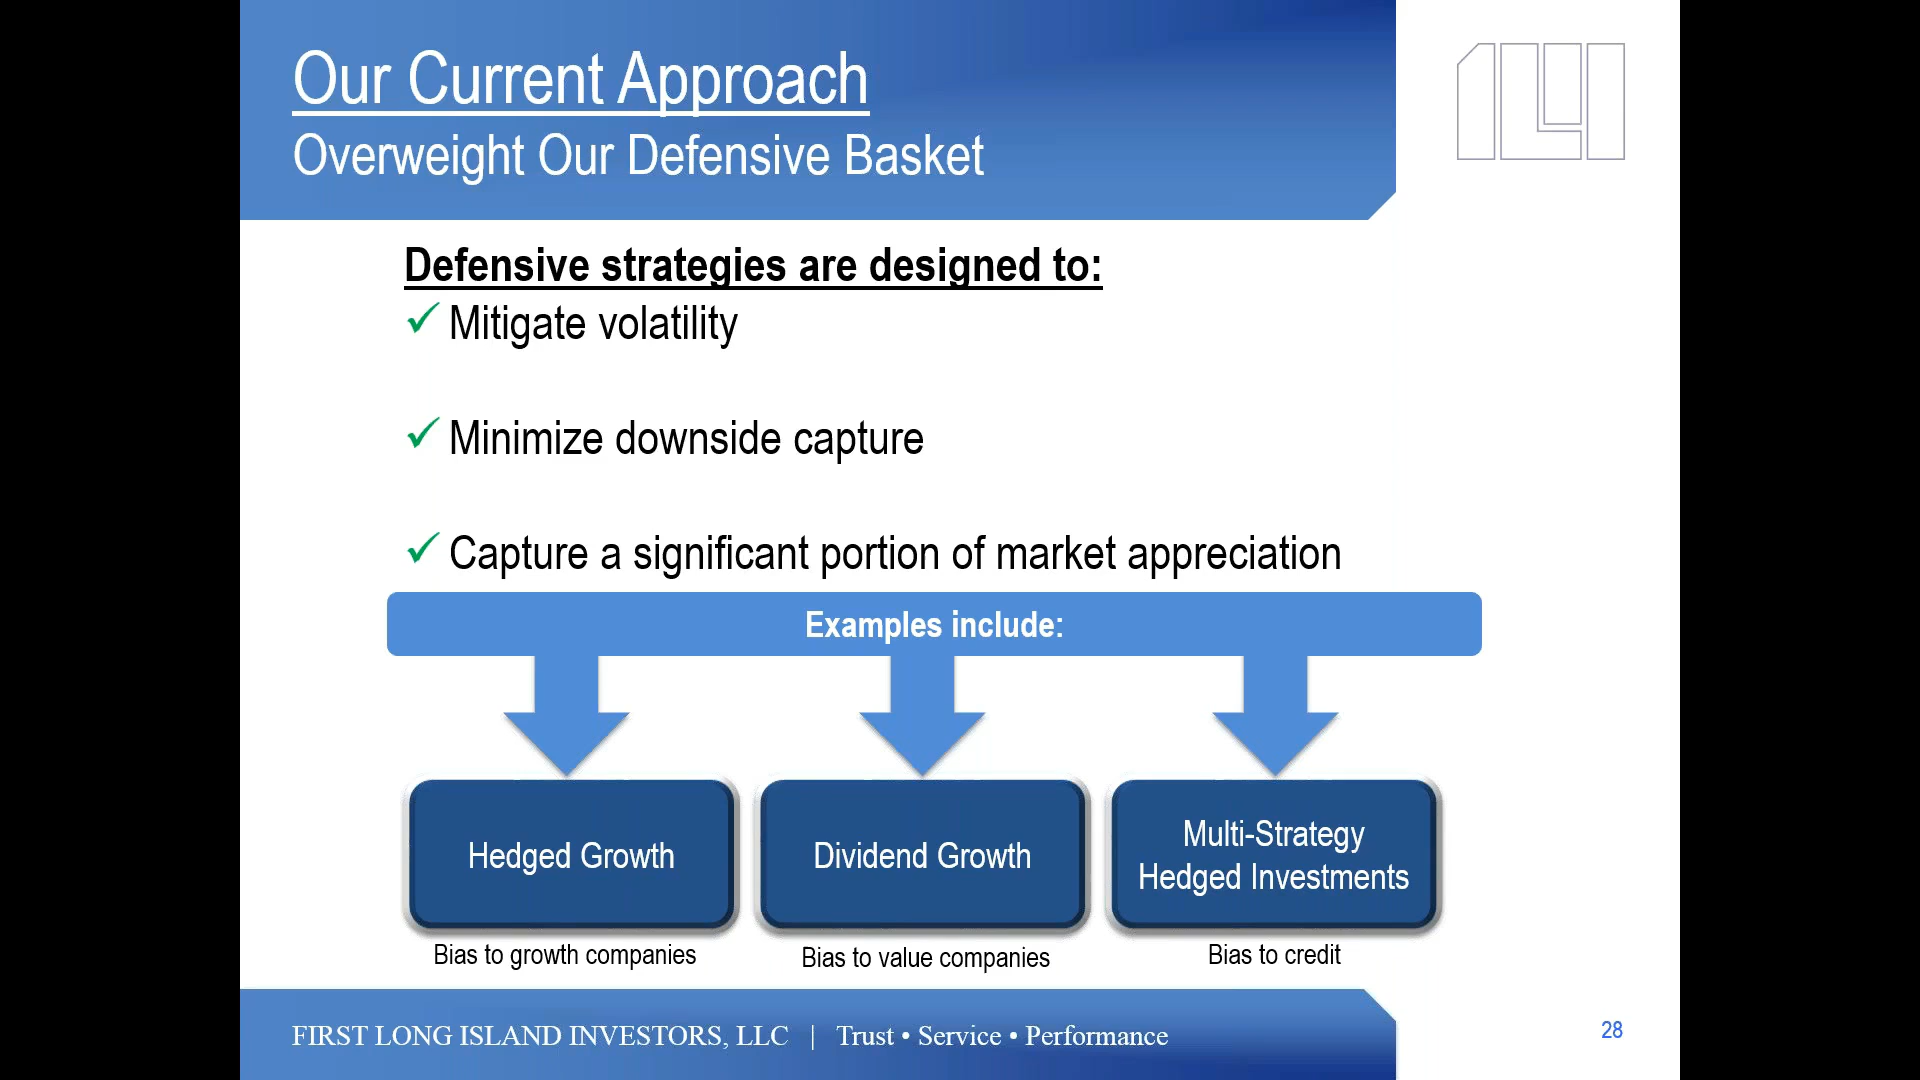 Our Current Approach
Overweight Our Defensive Basket
Defensive strategies are designed to:
✓ Mitigate volatility
✓ Minimize downside capture
✓ Capture a significant portion of market appreciation
Examples include:
Hedged Growth
Dividend Growth
Multi-Strategy
Hedged Investments
Bias to growth companies
Bias to value companies
Bias to credit
FIRST LONG ISLAND INVESTORS, LLC | Trust • Service • Performance
28